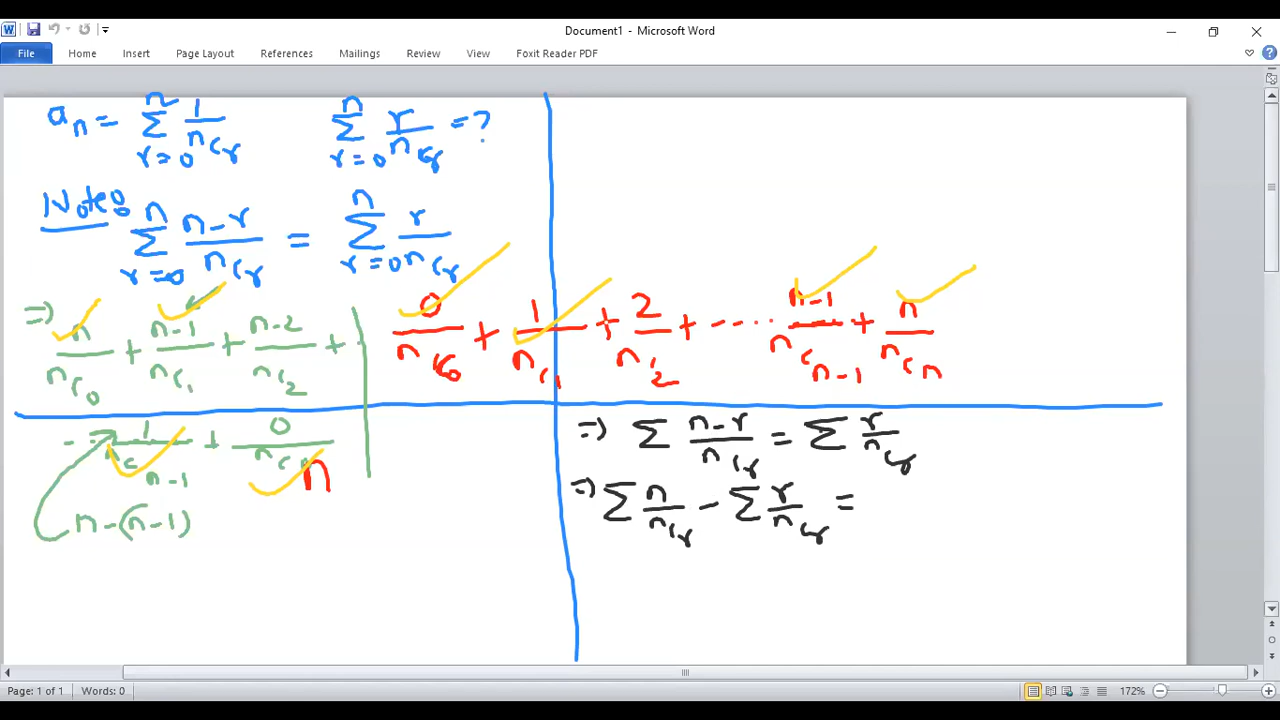 Document1 - Microsoft Word
File Home Insert Page Layout References Mailings Review View Foxit Reader PDF
aₙ = Σ_{r=0}^{n} 1/ⁿCᵣ   Σ_{r=0}^{n} r/ⁿCᵣ = ?
Note:
Σ_{r=0}^{n} (n-r)/ⁿCᵣ = Σ_{r=0}^{n} r/ⁿCᵣ
⇒ n/ⁿC₀ + (n-1)/ⁿC₁ + (n-2)/ⁿC₂ + ·
-- 1/ⁿC_{n-1} + 0/ⁿCₙ
n-(n-1)
0/ⁿC₀ + 1/ⁿC₁ + 2/ⁿC₂ + ---- (n-1)/ⁿC_{n-1} + n/ⁿCₙ
⇒ Σ (n-r)/ⁿCᵣ = Σ r/ⁿCᵣ
⇒ Σ n/ⁿCᵣ - Σ r/ⁿCᵣ =
Page: 1 of 1 Words: 0 172%